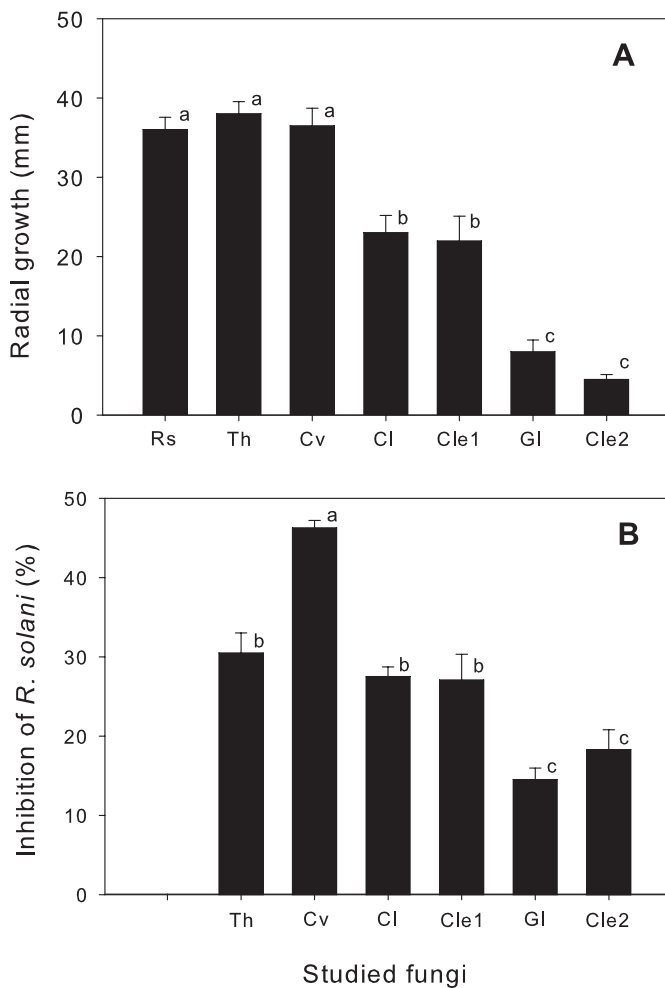 A
Radial growth (mm)
50
40
30
20
10
0
a
a
a
b
b
c
c
Rs Th Cv Cl Cle1 Gl Cle2
B
Inhibition of R. solani (%)
50
40
30
20
10
0
b
a
b
b
c
c
Th Cv Cl Cle1 Gl Cle2
Studied fungi